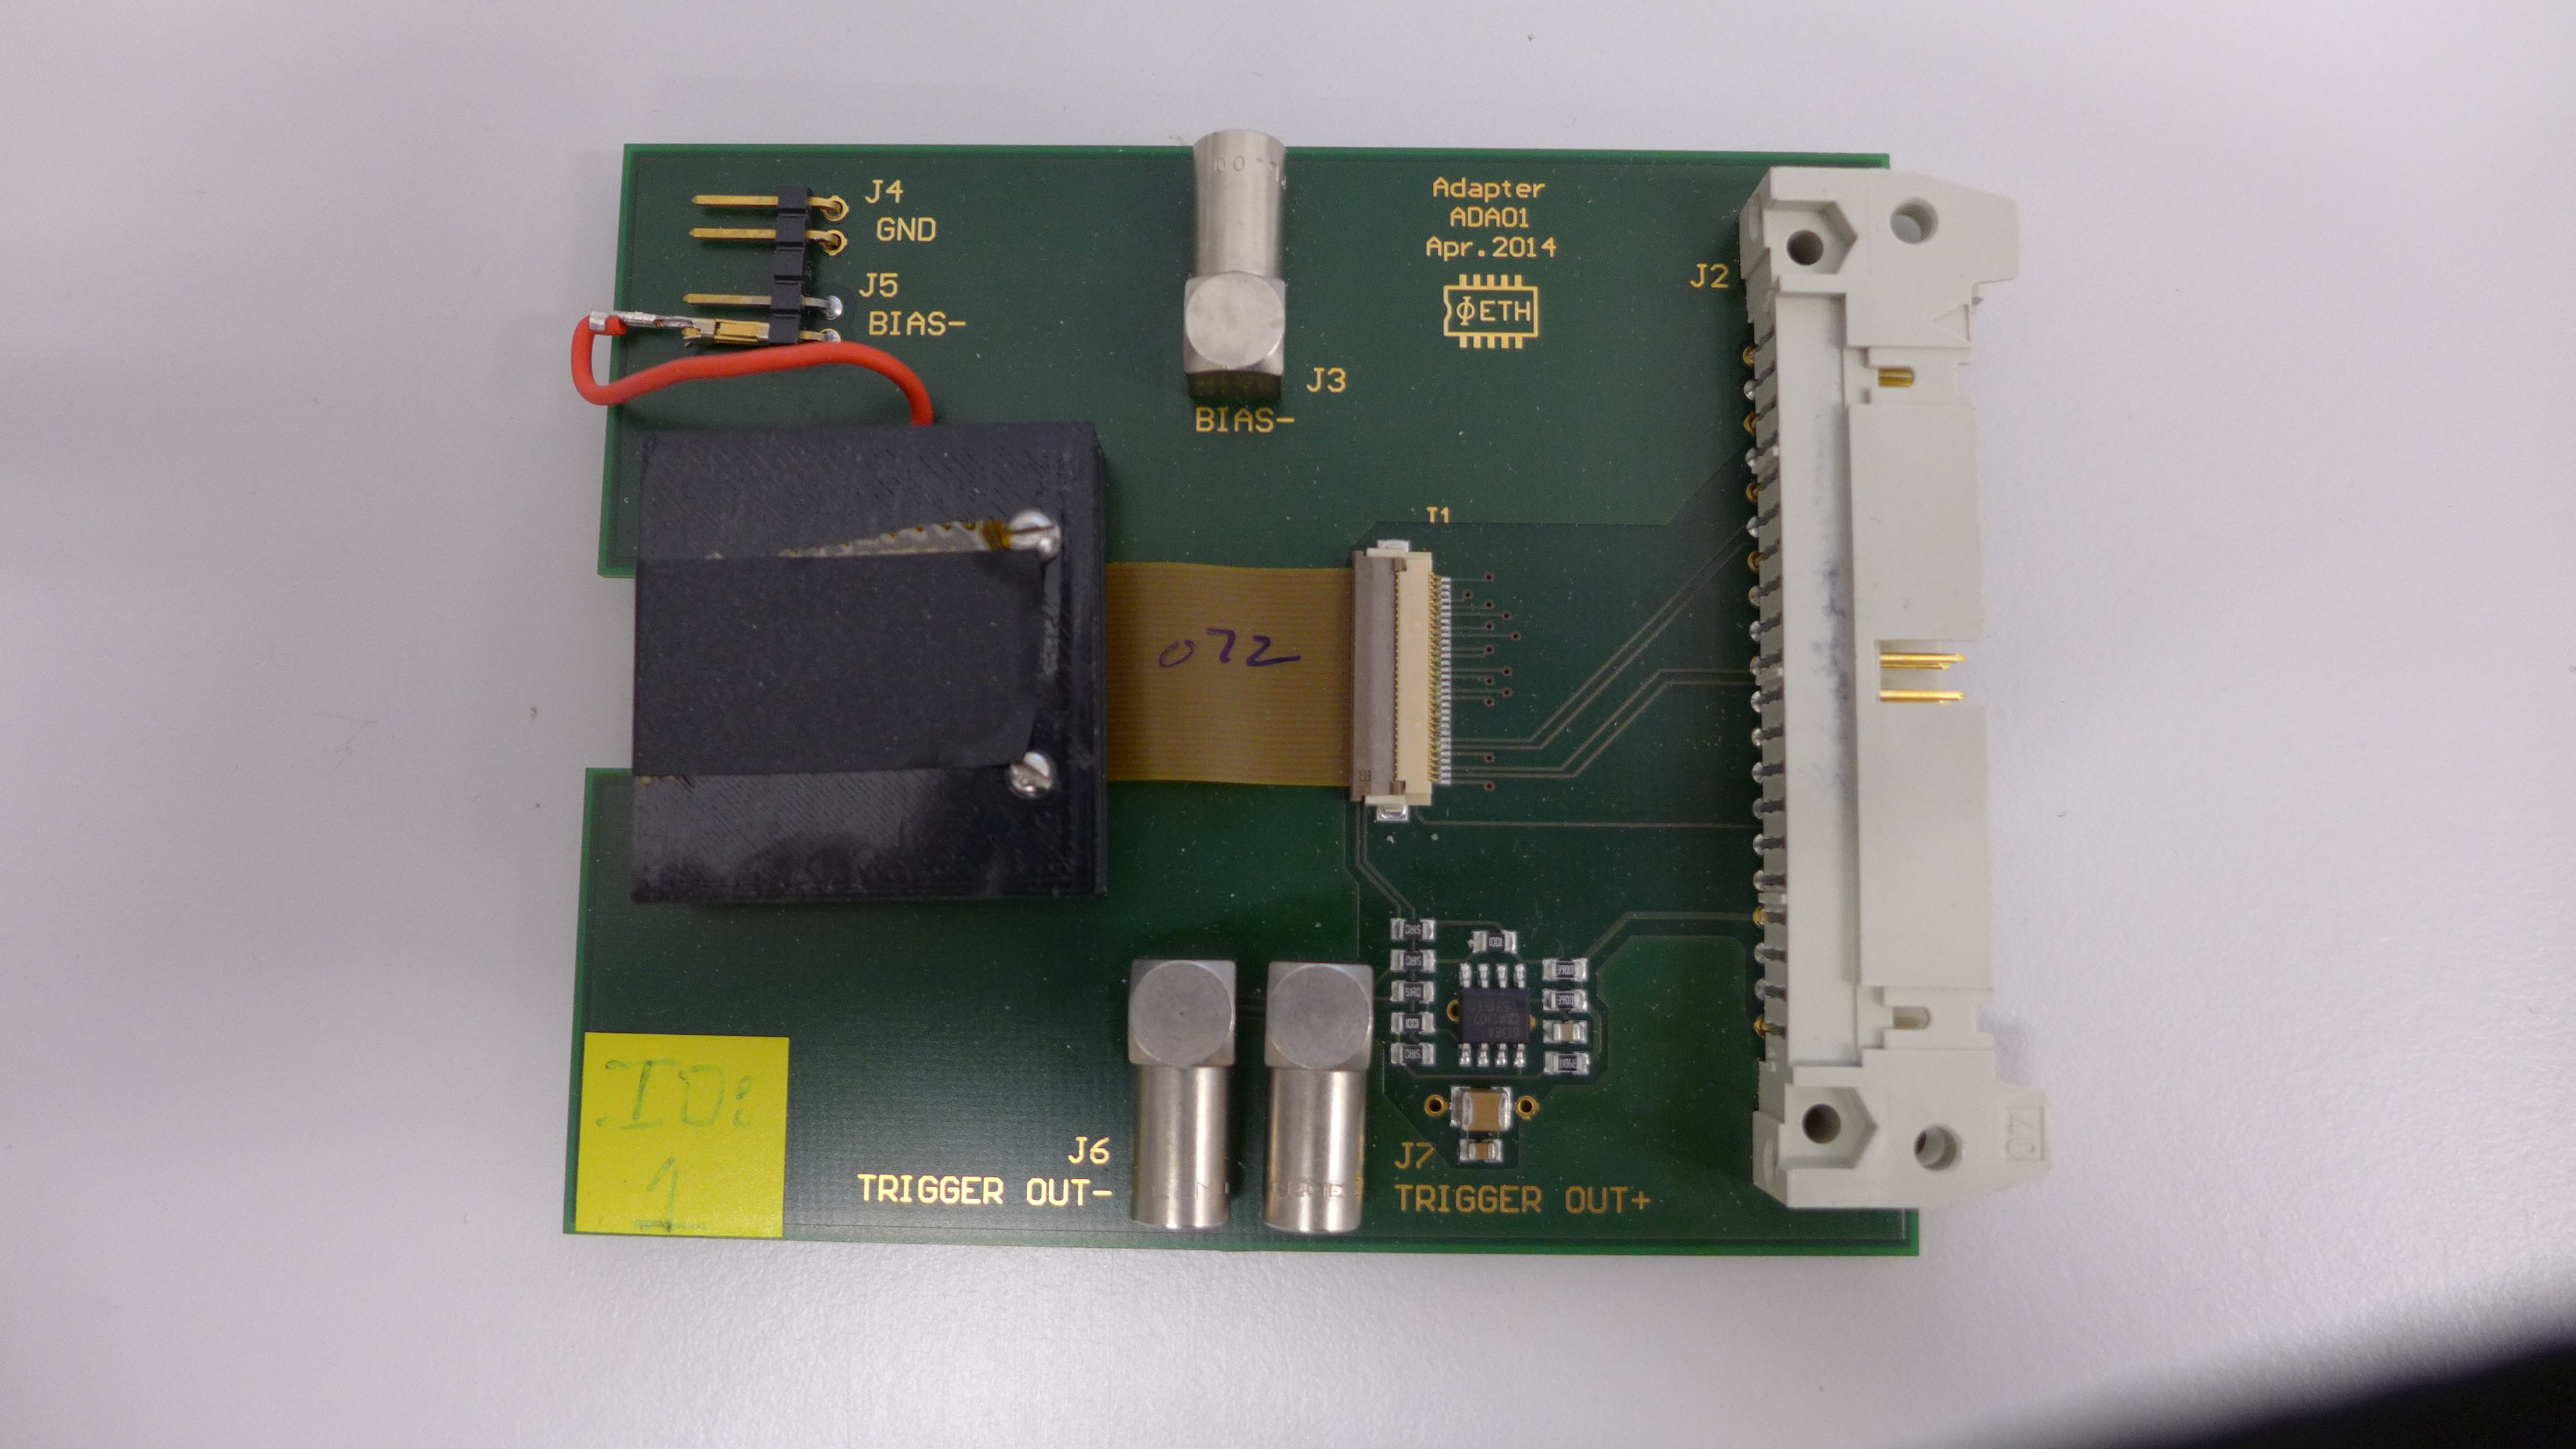 J4
GND
J5
BIAS-
J3
BIAS-
Adapter
ADA01
Apr.2014
ΦETH
J2
J1
072
ID:
1
J6
TRIGGER OUT-
J7
TRIGGER OUT+